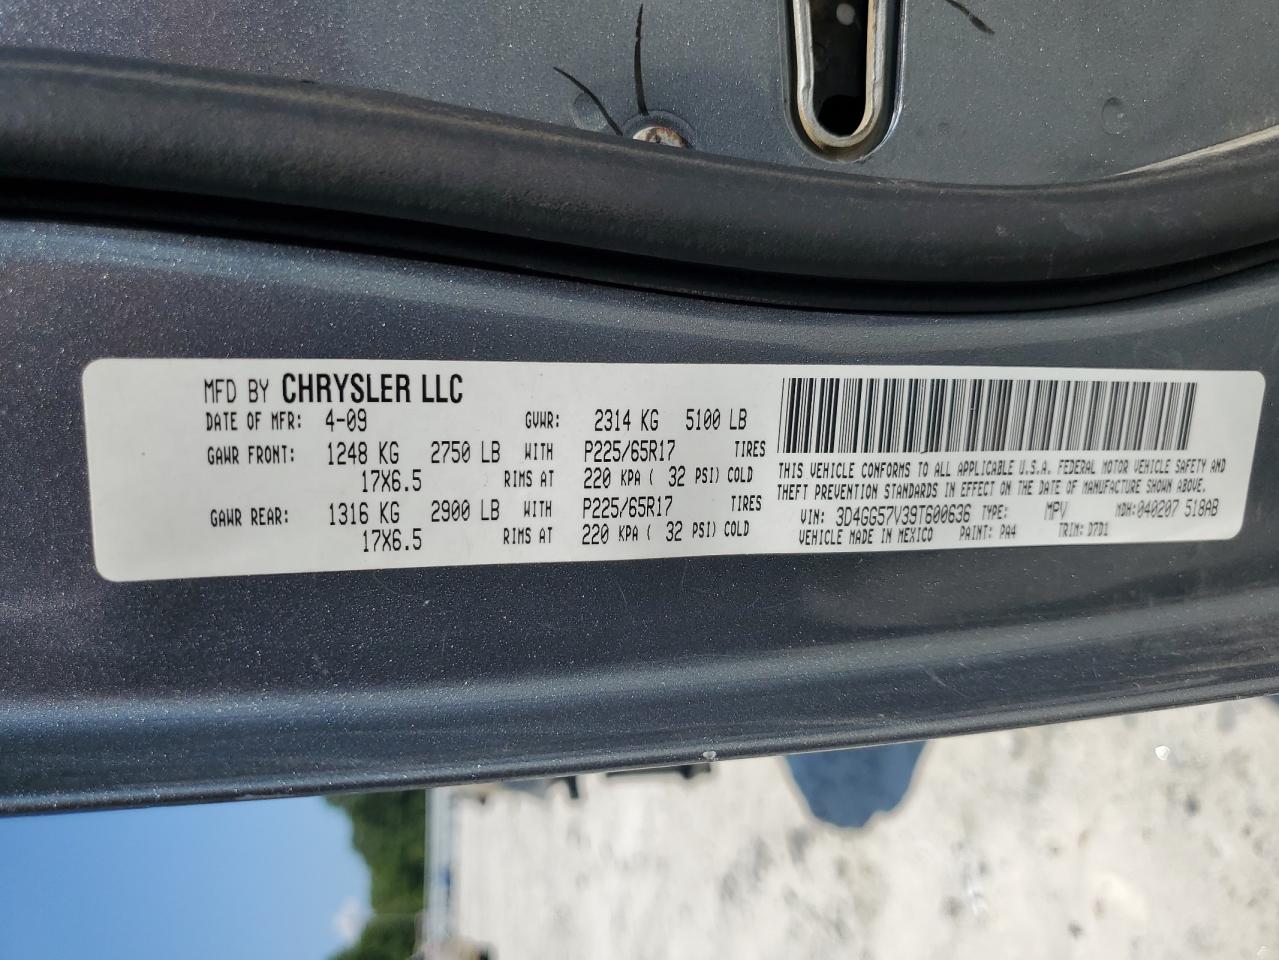 MFD BY CHRYSLER LLC
DATE OF MFR: 4-09 GVWR: 2314 KG 5100 LB
GAWR FRONT: 1248 KG 2750 LB WITH P225/65R17 TIRES
17X6.5 RIMS AT 220 KPA ( 32 PSI) COLD
GAWR REAR: 1316 KG 2900 LB WITH P225/65R17 TIRES
17X6.5 RIMS AT 220 KPA ( 32 PSI) COLD
THIS VEHICLE CONFORMS TO ALL APPLICABLE U.S.A. FEDERAL MOTOR VEHICLE SAFETY AND
THEFT PREVENTION STANDARDS IN EFFECT ON THE DATE OF MANUFACTURE SHOWN ABOVE.
VIN: 3D4GG57V39T600636 TYPE: MPV MDH:040207 518AB
VEHICLE MADE IN MEXICO PAINT: PA4 TRIM: D7D1